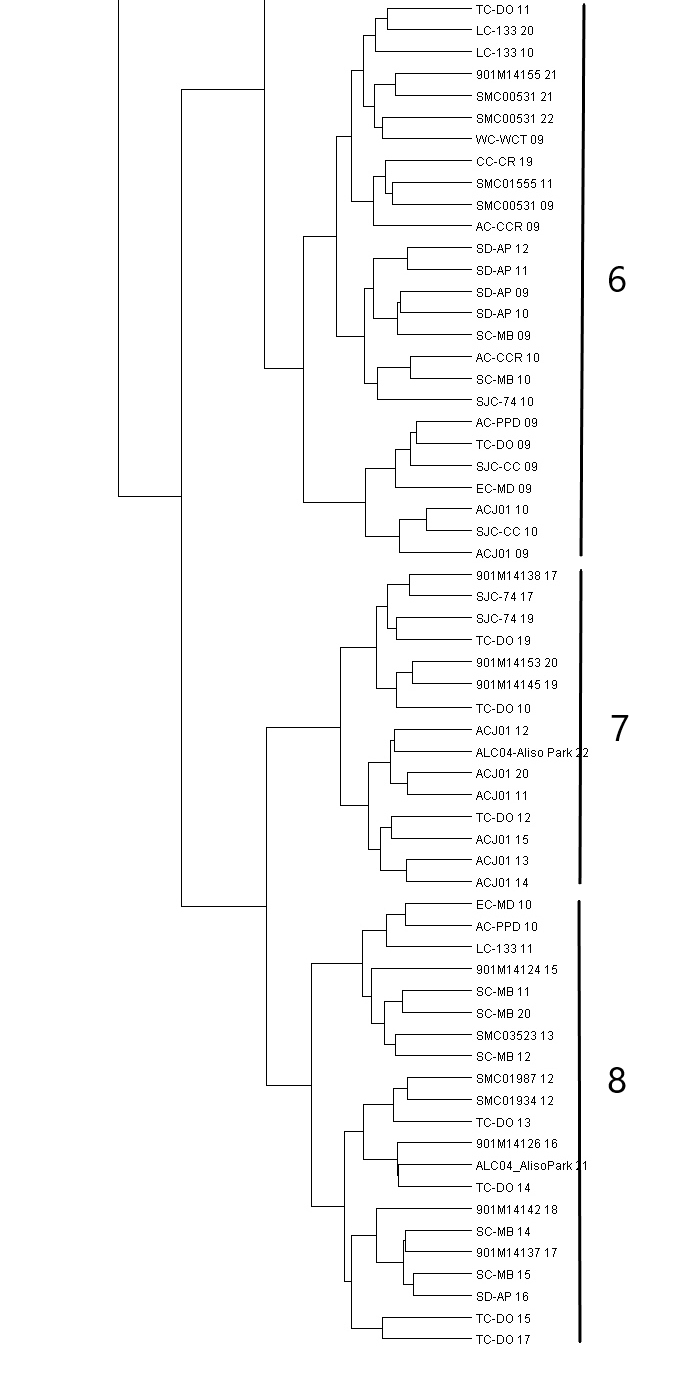 TC-DO 11
LC-133 20
LC-133 10
901M14155 21
SMC00531 21
SMC00531 22
WC-WCT 09
CC-CR 19
SMC01555 11
SMC00531 09
AC-CCR 09
SD-AP 12
SD-AP 11
6
SD-AP 09
SD-AP 10
SC-MB 09
AC-CCR 10
SC-MB 10
SJC-74 10
AC-PPD 09
TC-DO 09
SJC-CC 09
EC-MD 09
ACJ01 10
SJC-CC 10
ACJ01 09
901M14138 17
SJC-74 17
SJC-74 19
TC-DO 19
901M14153 20
901M14145 19
TC-DO 10
7
ACJ01 12
ALC04-Aliso Park 22
ACJ01 20
ACJ01 11
TC-DO 12
ACJ01 15
ACJ01 13
ACJ01 14
EC-MD 10
AC-PPD 10
LC-133 11
901M14124 15
SC-MB 11
SC-MB 20
SMC03523 13
SC-MB 12
8
SMC01987 12
SMC01934 12
TC-DO 13
901M14126 16
ALC04_AlisoPark 21
TC-DO 14
901M14142 18
SC-MB 14
901M14137 17
SC-MB 15
SD-AP 16
TC-DO 15
TC-DO 17